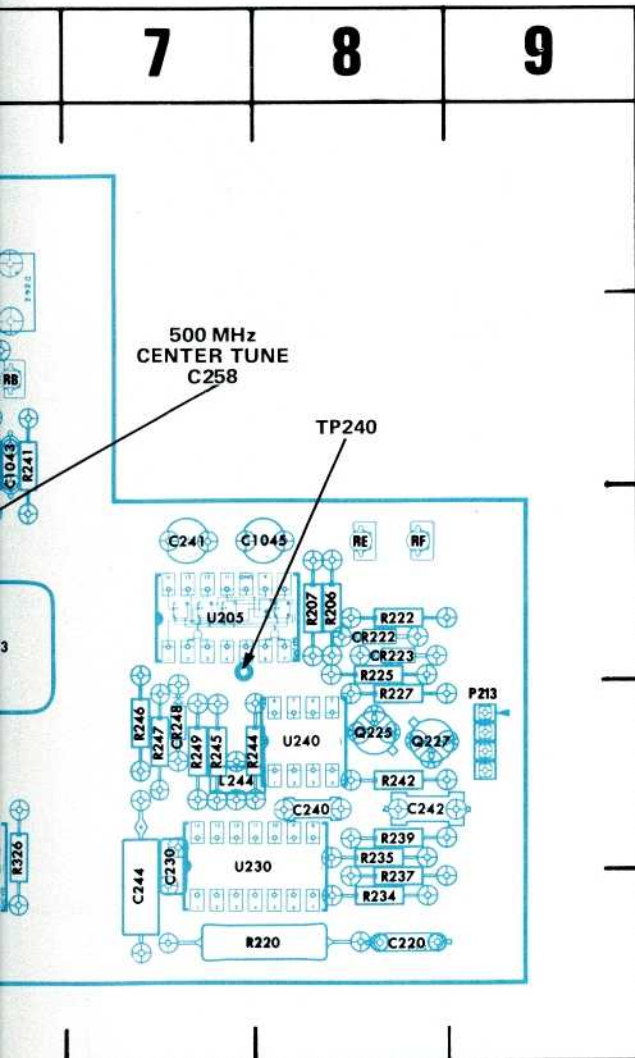 7 8 9
500 MHz
CENTER TUNE
C258
RB
TP240
C1043
R241
C241
C1045
RE
RF
U205
R207
R206
R222
CR222
CR223
R225
R227
P213
3
R246
R247
CR248
R249
R245
R244
U240
Q225
Q227
L244
R242
C240
C242
R326
C244
C230
U230
R239
R235
R237
R234
R220
C220